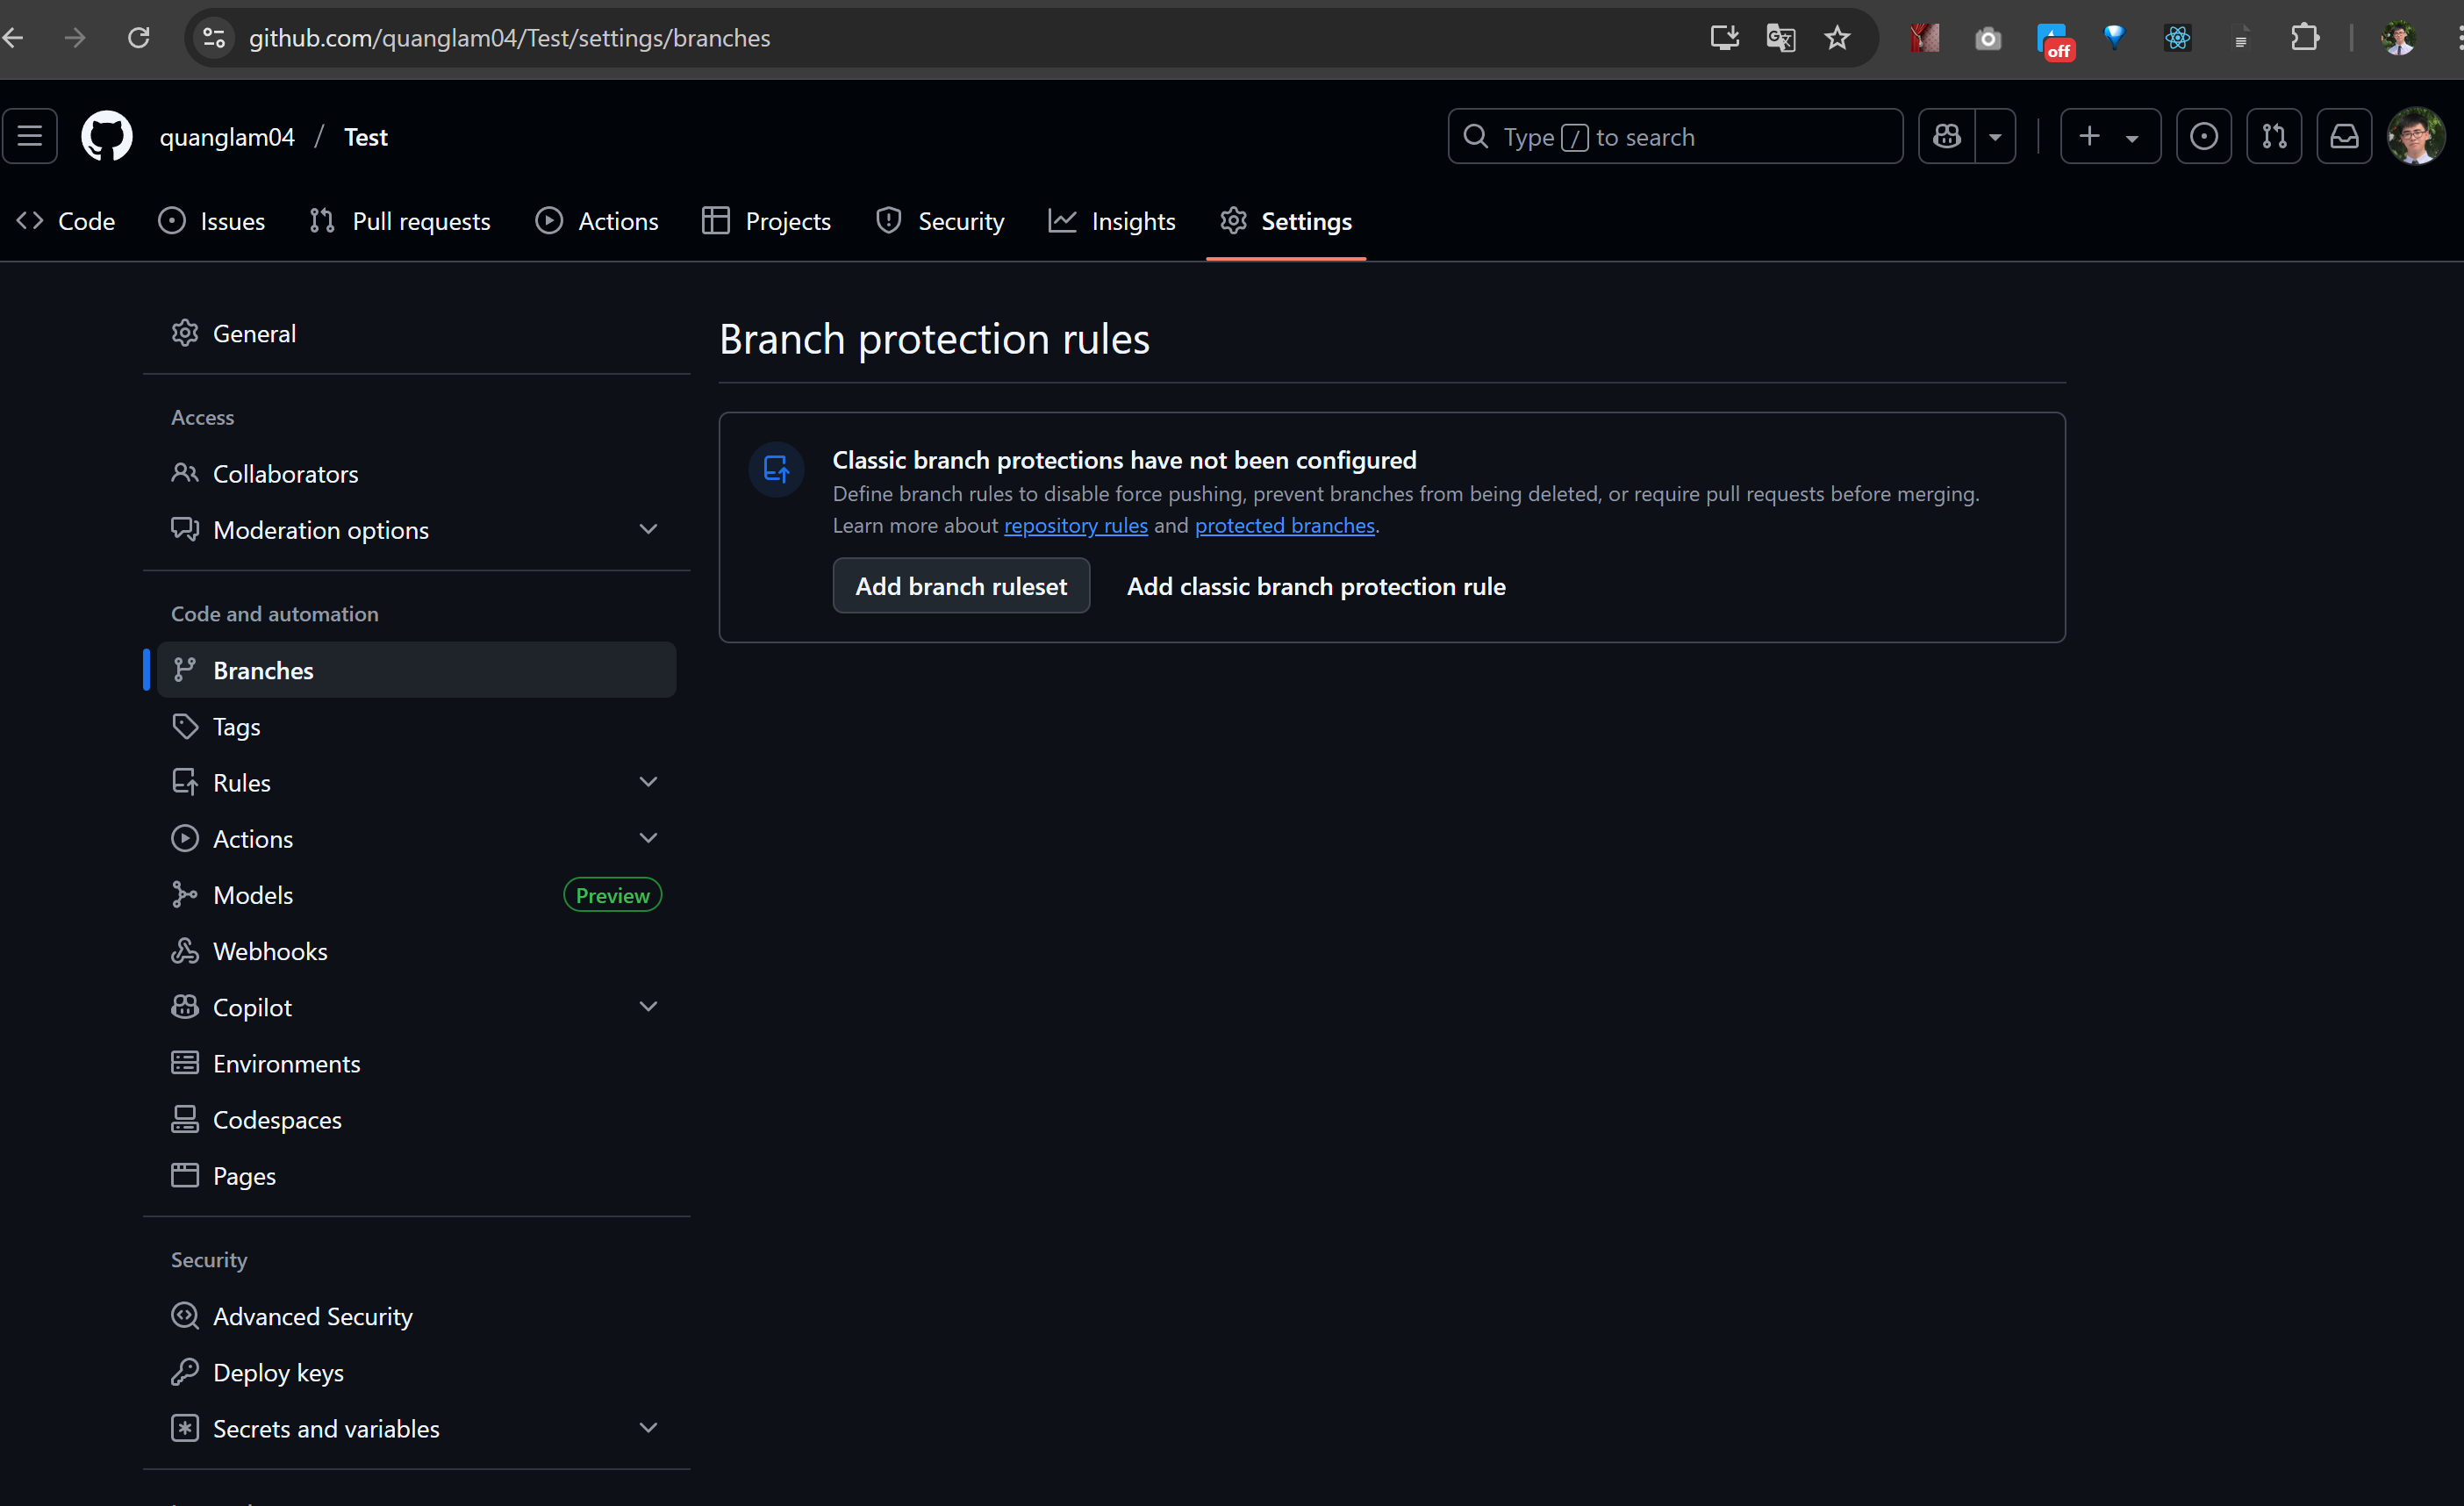 github.com/quanglam04/Test/settings/branches
off
quanglam04 / Test
Type / to search
Code
Issues
Pull requests
Actions
Projects
Security
Insights
Settings
General
Access
Collaborators
Moderation options
Code and automation
Branches
Tags
Rules
Actions
Models
Preview
Webhooks
Copilot
Environments
Codespaces
Pages
Security
Advanced Security
Deploy keys
Secrets and variables
Branch protection rules
Classic branch protections have not been configured
Define branch rules to disable force pushing, prevent branches from being deleted, or require pull requests before merging.
Learn more about repository rules and protected branches.
Add branch ruleset
Add classic branch protection rule